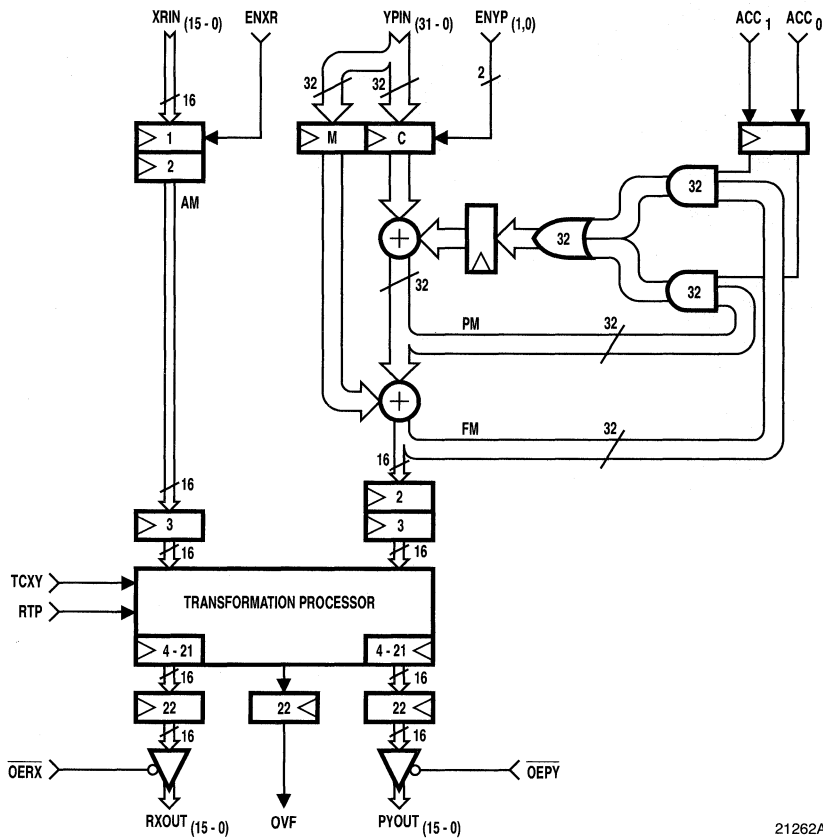 XRIN (15 - 0)
ENXR
YPIN (31 - 0)
ENYP (1,0)
ACC 1
ACC 0
16
32
32
2
1
2
M
C
AM
32
32
32
32
PM
32
FM
32
16
16
3
2
3
16
16
TCXY
RTP
TRANSFORMATION PROCESSOR
4 - 21
4 - 21
16
16
22
22
22
16
16
OERX
OEPY
RXOUT (15 - 0)
OVF
PYOUT (15 - 0)
21262A